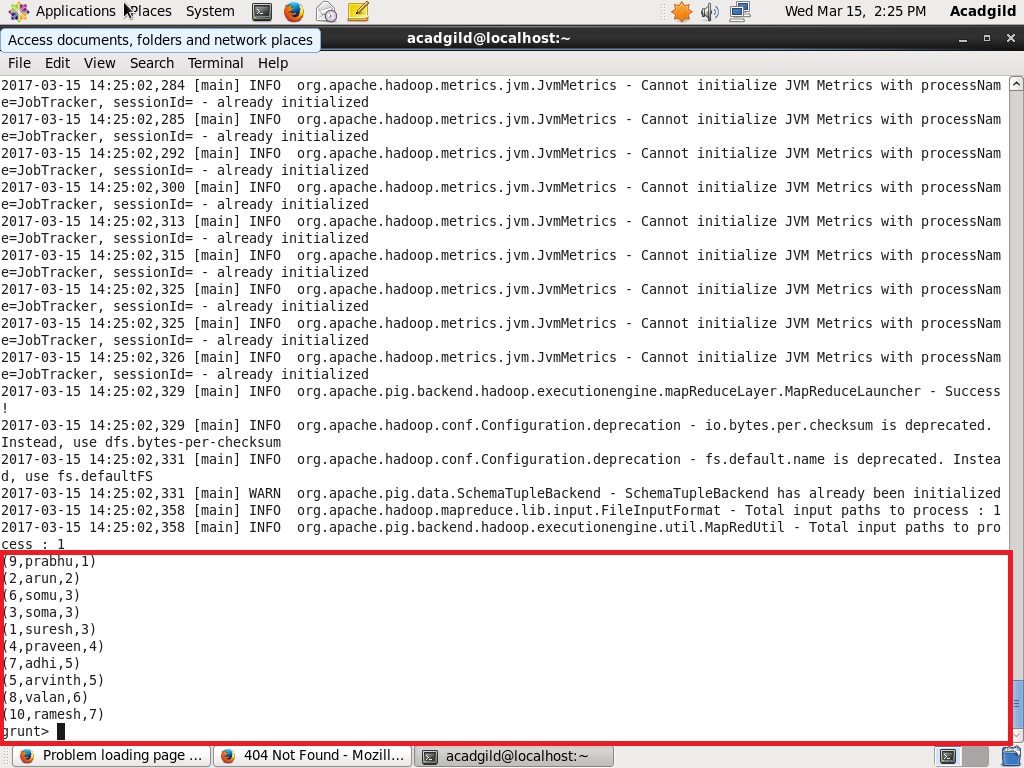 Applications Places System Wed Mar 15, 2:25 PM Acadgild
Access documents, folders and network places
acadgild@localhost:~
File Edit View Search Terminal Help
2017-03-15 14:25:02,284 [main] INFO  org.apache.hadoop.metrics.jvm.JvmMetrics - Cannot initialize JVM Metrics with processNam
e=JobTracker, sessionId= - already initialized
2017-03-15 14:25:02,285 [main] INFO  org.apache.hadoop.metrics.jvm.JvmMetrics - Cannot initialize JVM Metrics with processNam
e=JobTracker, sessionId= - already initialized
2017-03-15 14:25:02,292 [main] INFO  org.apache.hadoop.metrics.jvm.JvmMetrics - Cannot initialize JVM Metrics with processNam
e=JobTracker, sessionId= - already initialized
2017-03-15 14:25:02,300 [main] INFO  org.apache.hadoop.metrics.jvm.JvmMetrics - Cannot initialize JVM Metrics with processNam
e=JobTracker, sessionId= - already initialized
2017-03-15 14:25:02,313 [main] INFO  org.apache.hadoop.metrics.jvm.JvmMetrics - Cannot initialize JVM Metrics with processNam
e=JobTracker, sessionId= - already initialized
2017-03-15 14:25:02,315 [main] INFO  org.apache.hadoop.metrics.jvm.JvmMetrics - Cannot initialize JVM Metrics with processNam
e=JobTracker, sessionId= - already initialized
2017-03-15 14:25:02,325 [main] INFO  org.apache.hadoop.metrics.jvm.JvmMetrics - Cannot initialize JVM Metrics with processNam
e=JobTracker, sessionId= - already initialized
2017-03-15 14:25:02,325 [main] INFO  org.apache.hadoop.metrics.jvm.JvmMetrics - Cannot initialize JVM Metrics with processNam
e=JobTracker, sessionId= - already initialized
2017-03-15 14:25:02,326 [main] INFO  org.apache.hadoop.metrics.jvm.JvmMetrics - Cannot initialize JVM Metrics with processNam
e=JobTracker, sessionId= - already initialized
2017-03-15 14:25:02,329 [main] INFO  org.apache.pig.backend.hadoop.executionengine.mapReduceLayer.MapReduceLauncher - Success
!
2017-03-15 14:25:02,329 [main] INFO  org.apache.hadoop.conf.Configuration.deprecation - io.bytes.per.checksum is deprecated.
Instead, use dfs.bytes-per-checksum
2017-03-15 14:25:02,331 [main] INFO  org.apache.hadoop.conf.Configuration.deprecation - fs.default.name is deprecated. Instea
d, use fs.defaultFS
2017-03-15 14:25:02,331 [main] WARN  org.apache.pig.data.SchemaTupleBackend - SchemaTupleBackend has already been initialized
2017-03-15 14:25:02,358 [main] INFO  org.apache.hadoop.mapreduce.lib.input.FileInputFormat - Total input paths to process : 1
2017-03-15 14:25:02,358 [main] INFO  org.apache.pig.backend.hadoop.executionengine.util.MapRedUtil - Total input paths to pro
cess : 1
(9,prabhu,1)
(2,arun,2)
(6,somu,3)
(3,soma,3)
(1,suresh,3)
(4,praveen,4)
(7,adhi,5)
(5,arvinth,5)
(8,valan,6)
(10,ramesh,7)
grunt>
Problem loading page ... 404 Not Found - Mozill... acadgild@localhost:~